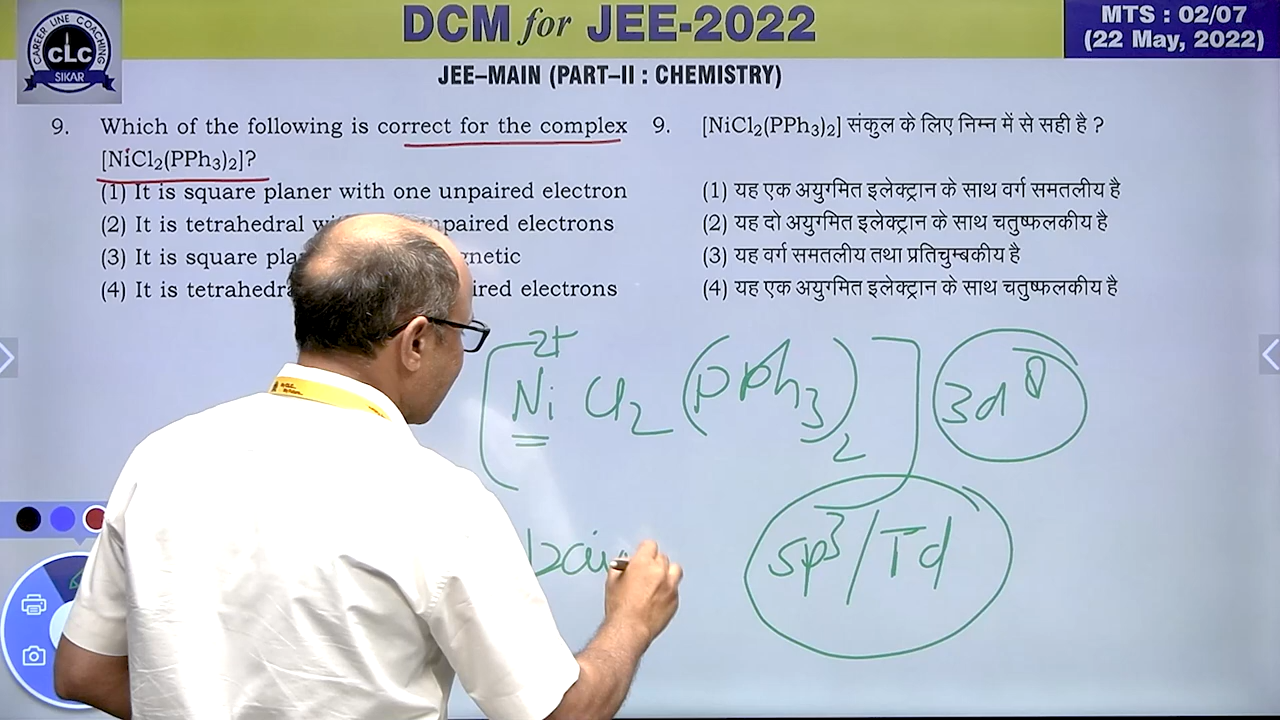 DCM for JEE-2022
MTS : 02/07
(22 May, 2022)
CAREER LINE COACHING
CLC
SIKAR
JEE–MAIN (PART–II : CHEMISTRY)
9. Which of the following is correct for the complex
[NiCl₂(PPh₃)₂]?
(1) It is square planer with one unpaired electron
(2) It is tetrahedral unpaired electrons
(3) It is square
(4) It is electrons
9. [NiCl₂(PPh₃)₂] संकुल के लिए निम्न में से सही है ?
(1) यह एक अयुग्मित इलेक्ट्रान के साथ वर्ग समतलीय है
(2) यह दो अयुग्मित इलेक्ट्रान के साथ चतुष्फलकीय है
(3) यह वर्ग समतलीय तथा प्रतिचुम्बकीय है
(4) यह एक अयुग्मित इलेक्ट्रान के साथ चतुष्फलकीय है
2+
[Ni Cl₂ (PPh₃)₂] 3d⁸
sp³/Td